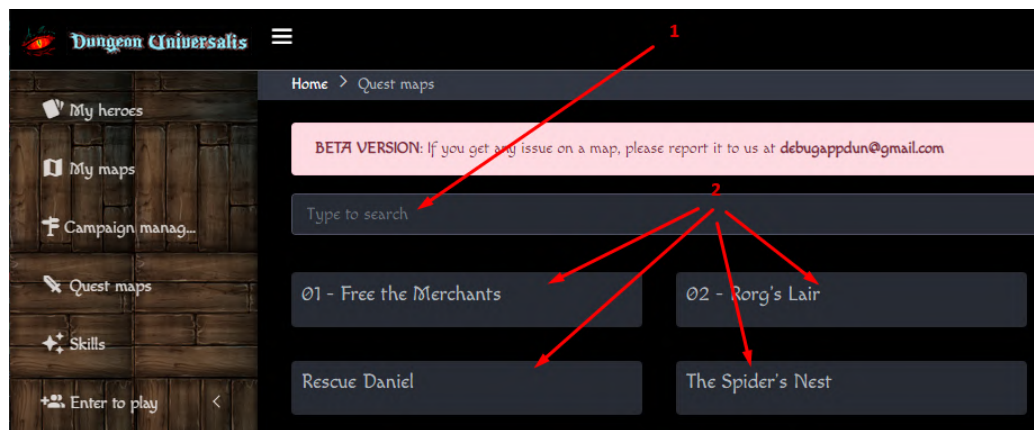 Dungeon Universalis
1
Home > Quest maps
My heroes
BETA VERSION: If you get any issue on a map, please report it to us at debugappdun@gmail.com
My maps
2
Type to search
Campaign manag...
Quest maps
01 - Free the Merchants
02 - Rorg's Lair
Skills
Rescue Daniel
The Spider's Nest
Enter to play <